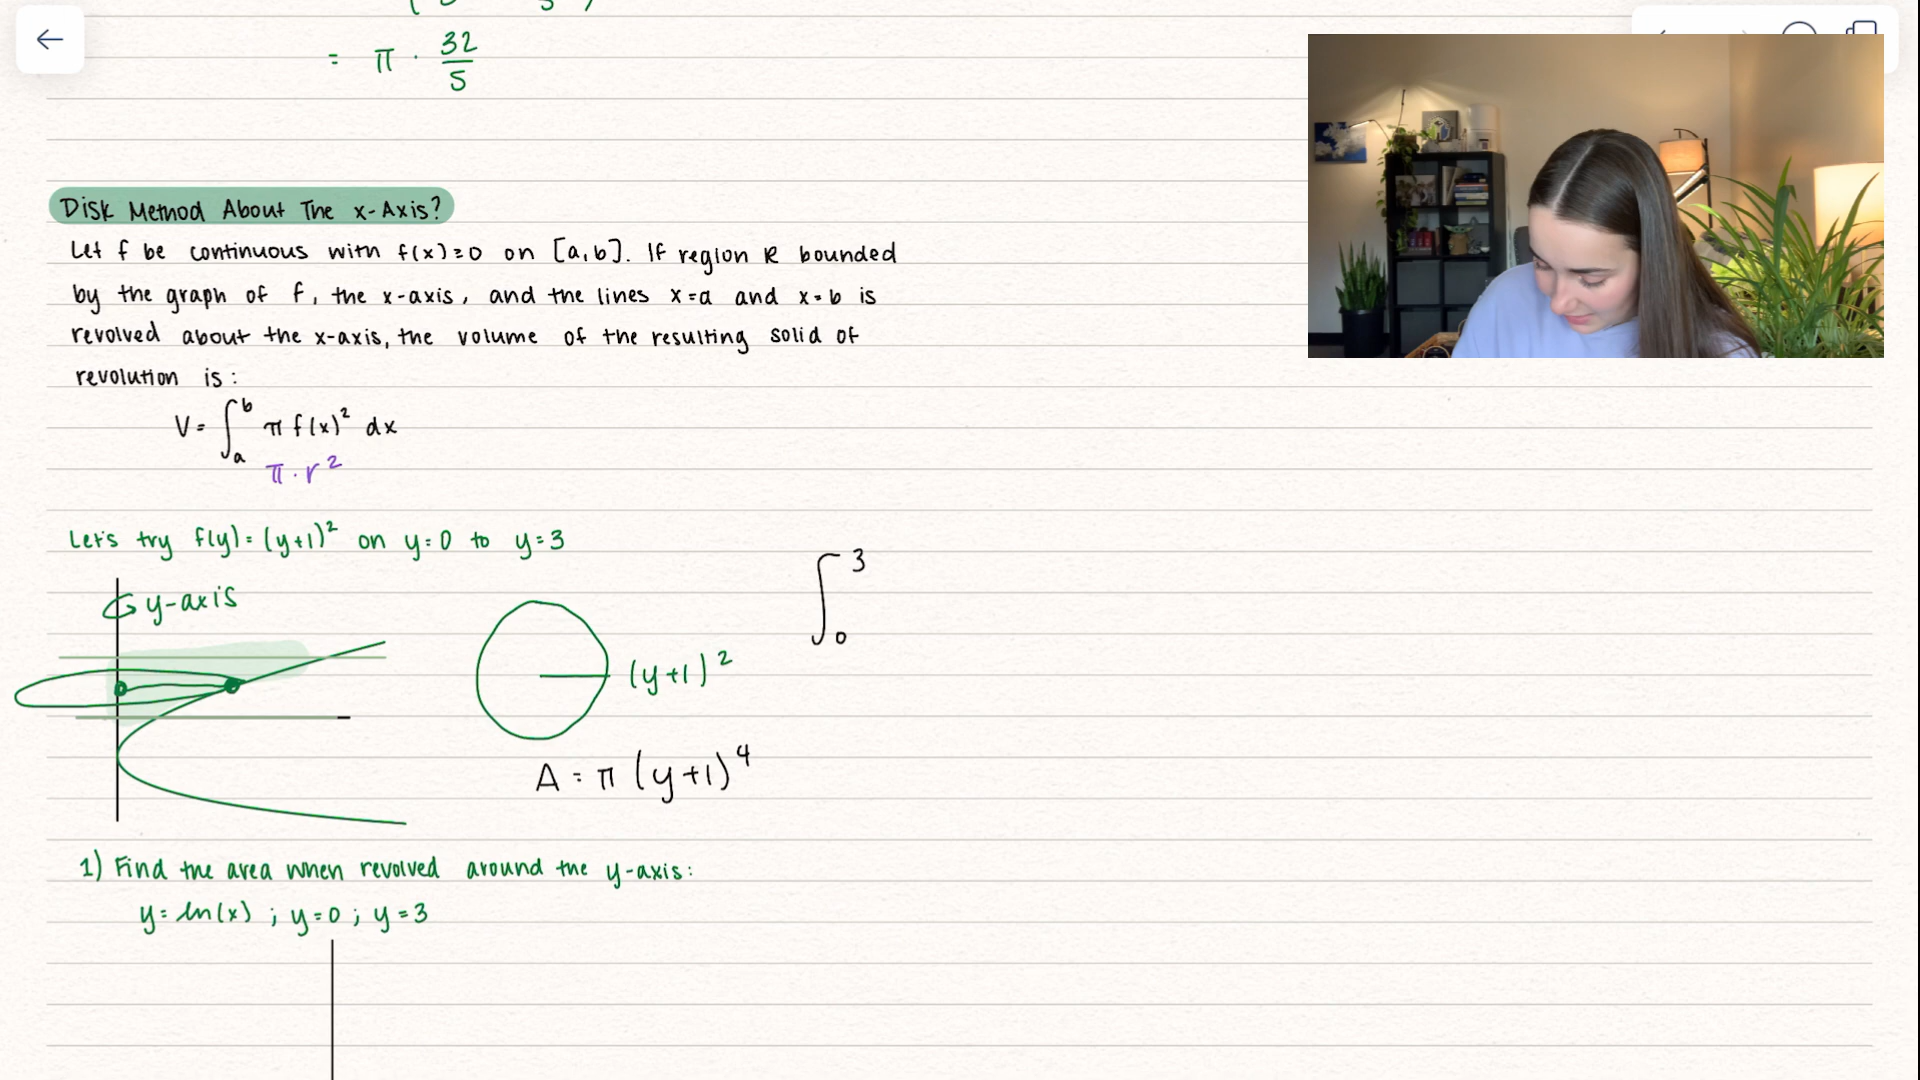 = π · 32/5
Disk Method About The x-Axis?
Let f be continuous with f(x)≥0 on [a,b]. If region R bounded
by the graph of f, the x-axis, and the lines x=a and x=b is
revolved about the x-axis, the volume of the resulting solid of
revolution is:
V = ∫_a^b π f(x)² dx
π · r²
Let's try f(y) = (y+1)² on y=0 to y=3
y-axis
∫_0^3
(y+1)²
A = π (y+1)⁴
1) Find the area when revolved around the y-axis:
y = ln(x) ; y=0 ; y=3